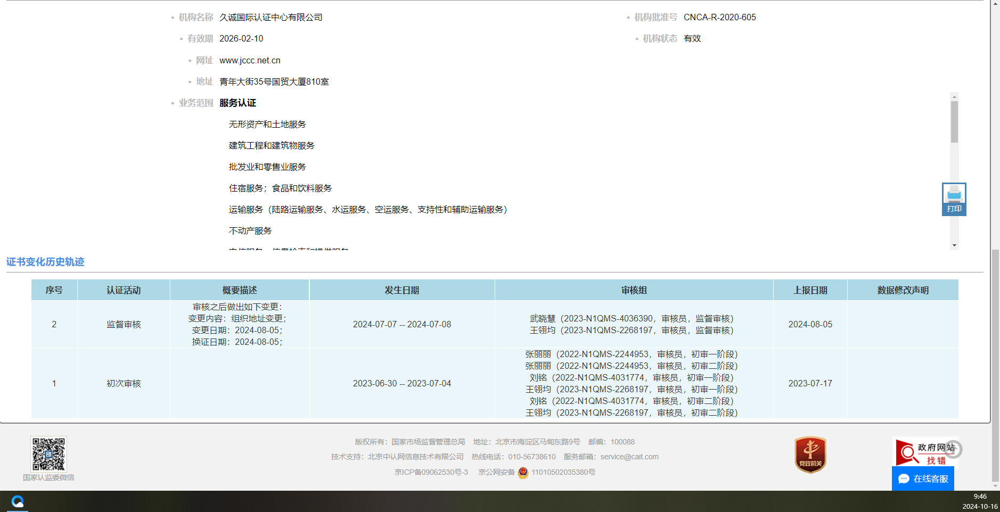 机构名称 久诚国际认证中心有限公司 机构批准号 CNCA-R-2020-605
有效期 2026-02-10 机构状态 有效
网址 www.jccc.net.cn
地址 青年大街35号国贸大厦810室
业务范围 服务认证
无形资产和土地服务
建筑工程和建筑物服务
批发业和零售业服务
住宿服务；食品和饮料服务
运输服务（陆路运输服务、水运服务、空运服务、支持性和辅助运输服务）
打印
不动产服务
证书变化历史轨迹
序号 认证活动 概要描述 发生日期 审核组 上报日期 数据修改声明
审核之后做出如下变更：
变更内容：组织地址变更；
变更日期：2024-08-05；
换证日期：2024-08-05；
2 监督审核 2024-07-07 -- 2024-07-08
武晓慧（2023-N1QMS-4036390，审核员，监督审核）
王翎均（2023-N1QMS-2268197，审核员，监督审核）
2024-08-05
1 初次审核 2023-06-30 -- 2023-07-04
张丽丽（2022-N1QMS-2244953，审核员，初审一阶段）
张丽丽（2022-N1QMS-2244953，审核员，初审二阶段）
刘铭（2022-N1QMS-4031774，审核员，初审一阶段）
王翎均（2023-N1QMS-2268197，审核员，初审一阶段）
刘铭（2022-N1QMS-4031774，审核员，初审二阶段）
王翎均（2023-N1QMS-2268197，审核员，初审二阶段）
2023-07-17
国家认监委微信
版权所有：国家市场监督管理总局 地址：北京市海淀区马甸东路9号 邮编：100088
技术支持：北京中认网信息技术有限公司 热线电话：010-56738610 服务邮箱：service@cait.com
京ICP备09062530号-3 京公网安备 11010502035380号
党政机关
政府网站
找错
在线客服
9:46
2024-10-16